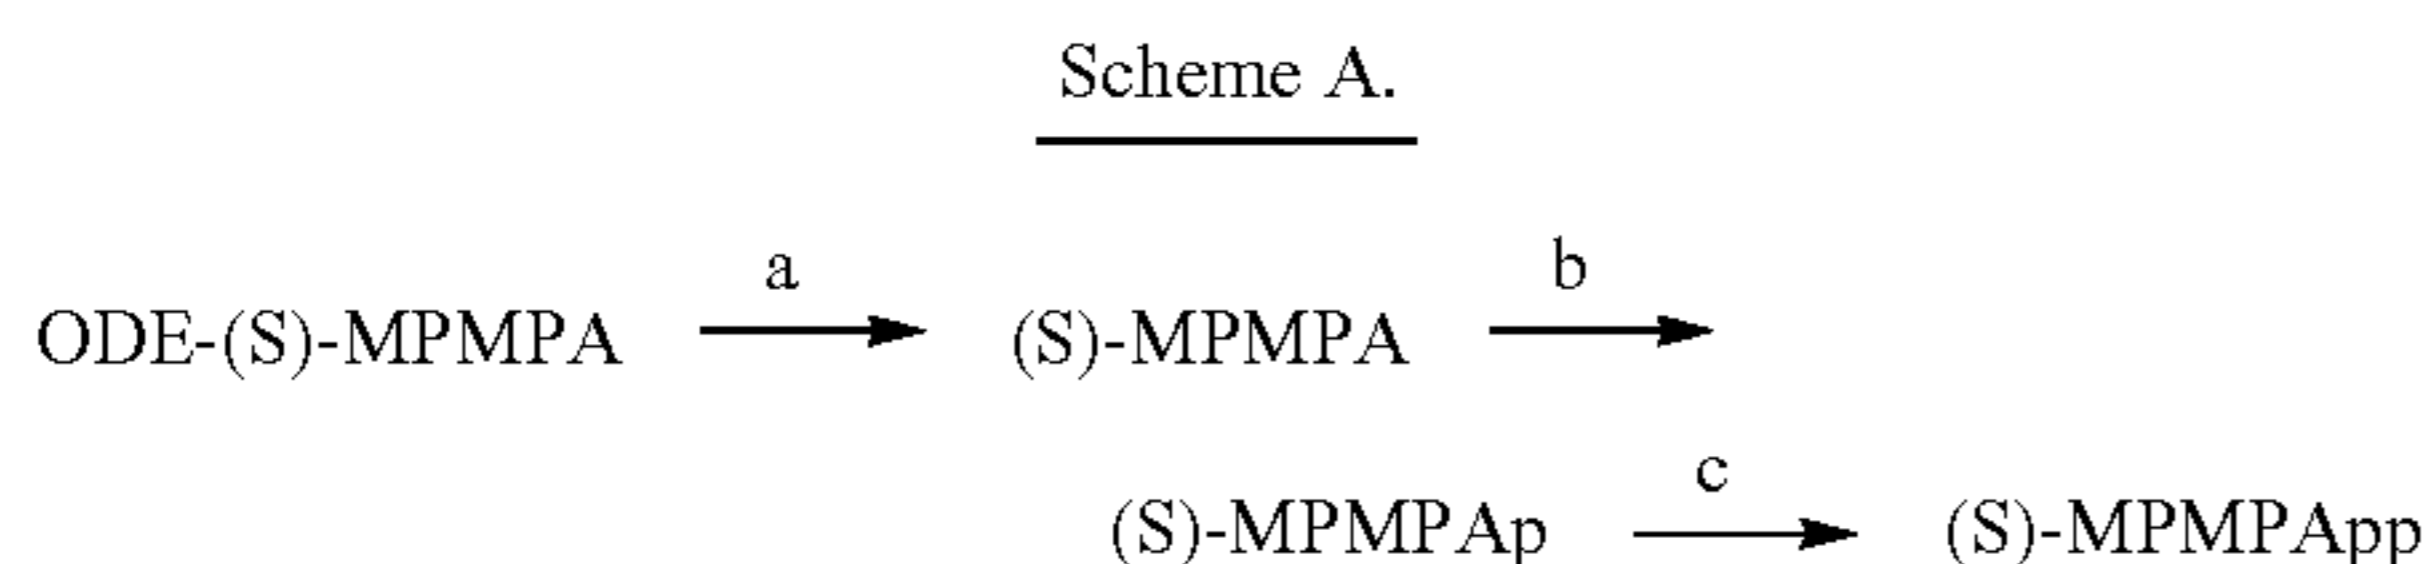 Scheme A.
a b
ODE-(S)-MPMPA (S)-MPMPA
c
(S)-MPMPAp (S)-MPMPApp